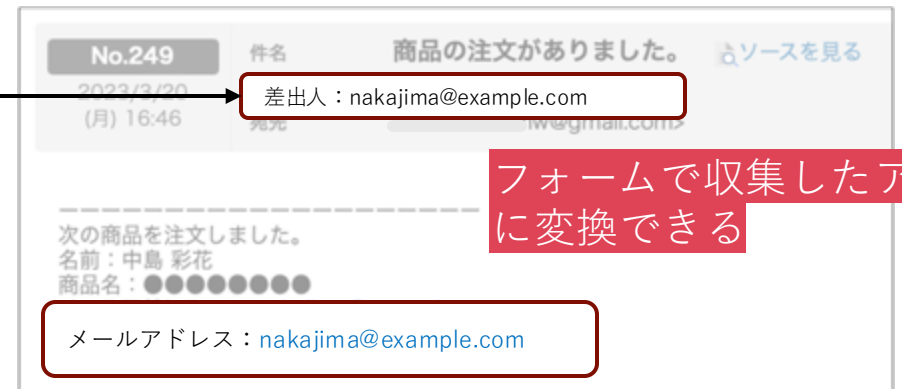 No.249
件名
商品の注文がありました。
ソースを見る
2023/3/20
差出人：nakajima@example.com
(月) 16:46
宛先
w@gmail.com>
フォームで収集したア
に変換できる
次の商品を注文しました。
名前：中島 彩花
商品名：●●●●●●●●
メールアドレス：nakajima@example.com